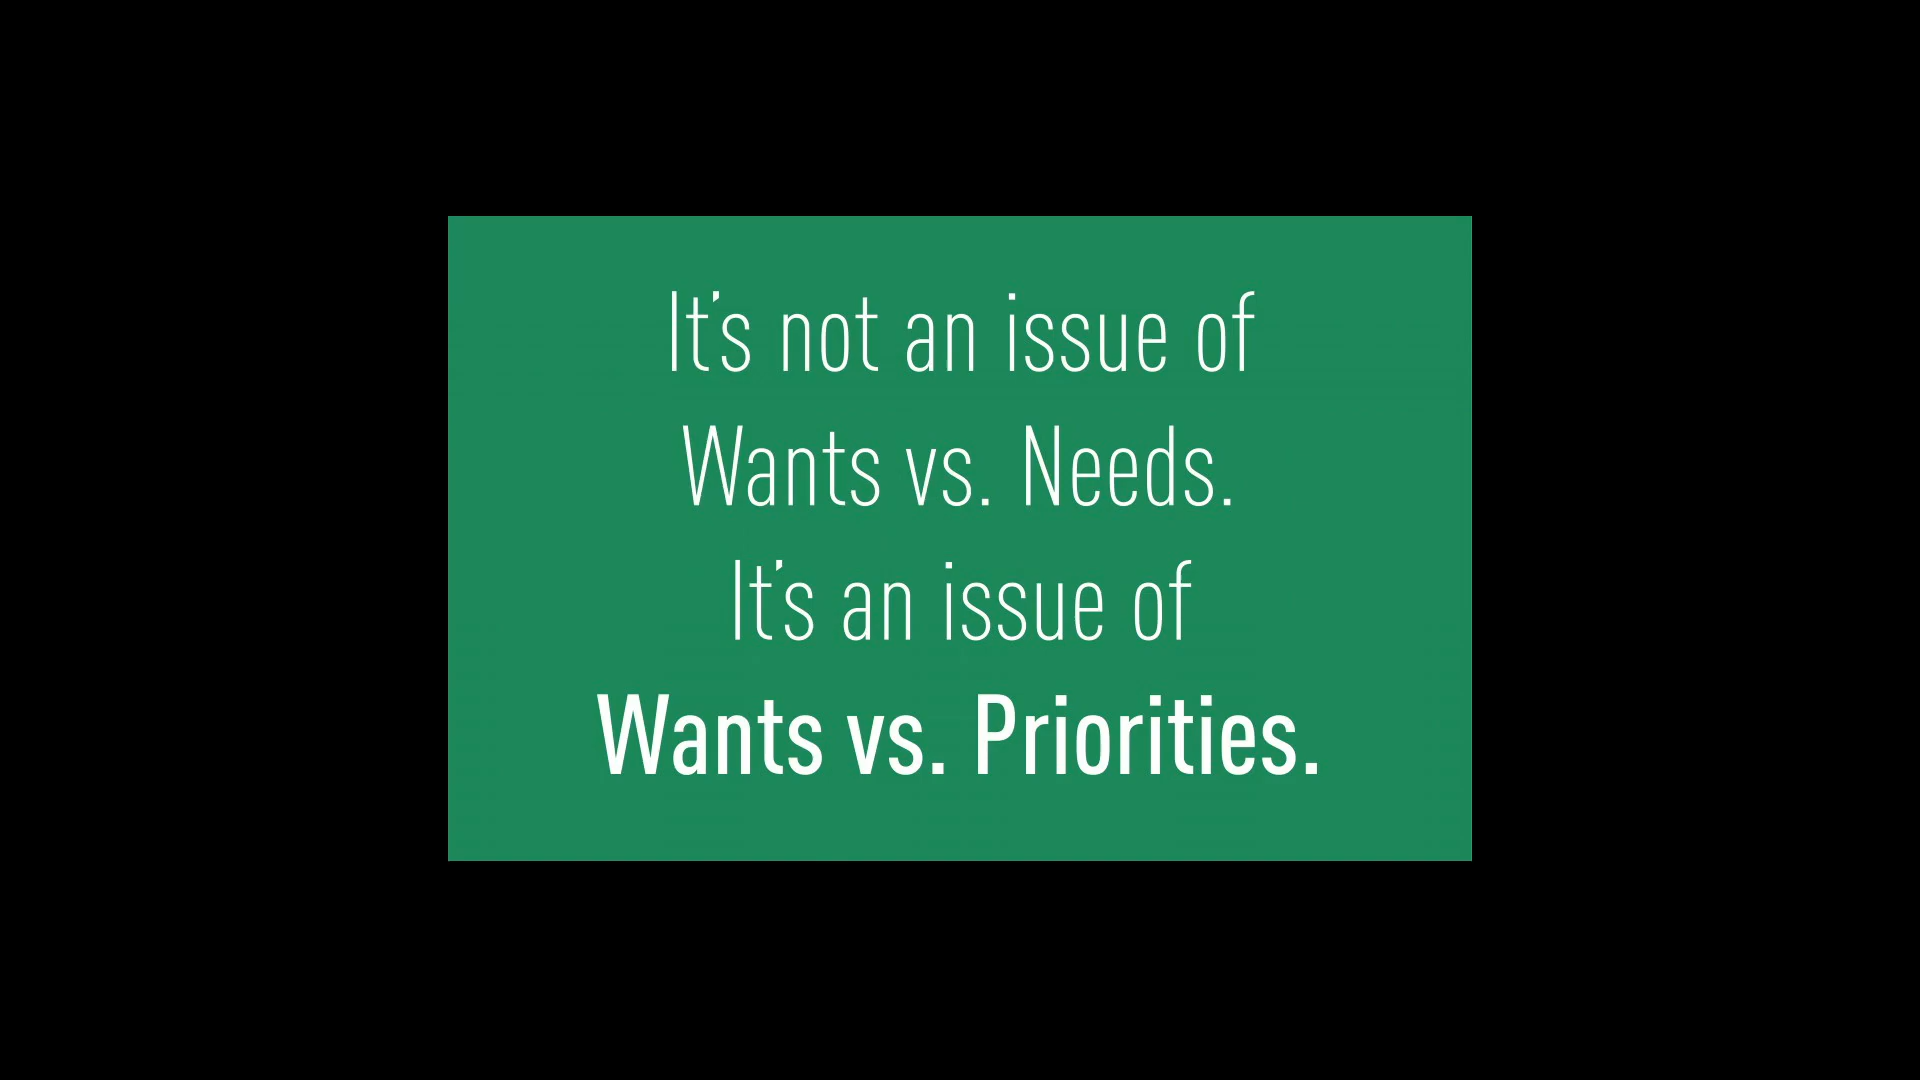 It’s not an issue of
Wants vs. Needs.
It’s an issue of
Wants vs. Priorities.